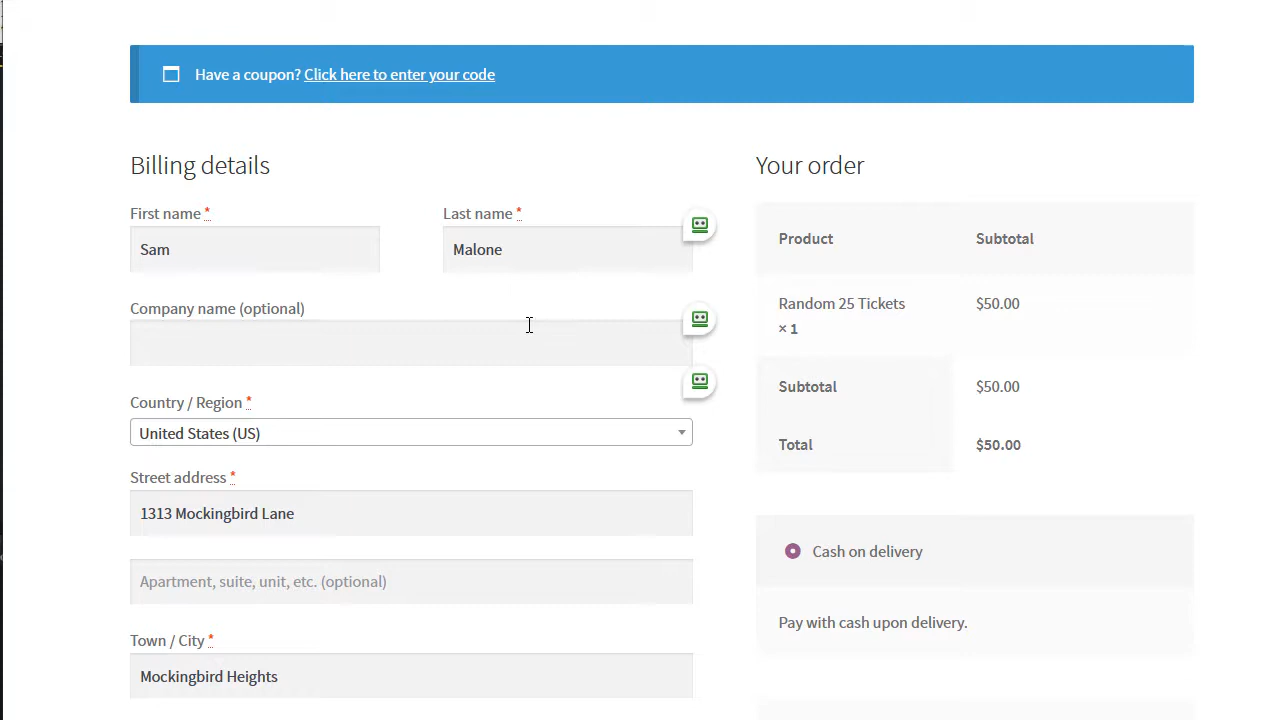 Have a coupon? Click here to enter your code
Billing details
First name *
Last name *
Sam
Malone
Company name (optional)
Country / Region *
United States (US)
Street address *
1313 Mockingbird Lane
Apartment, suite, unit, etc. (optional)
Town / City *
Mockingbird Heights
Your order
Product Subtotal
Random 25 Tickets $50.00
× 1
Subtotal $50.00
Total $50.00
Cash on delivery
Pay with cash upon delivery.